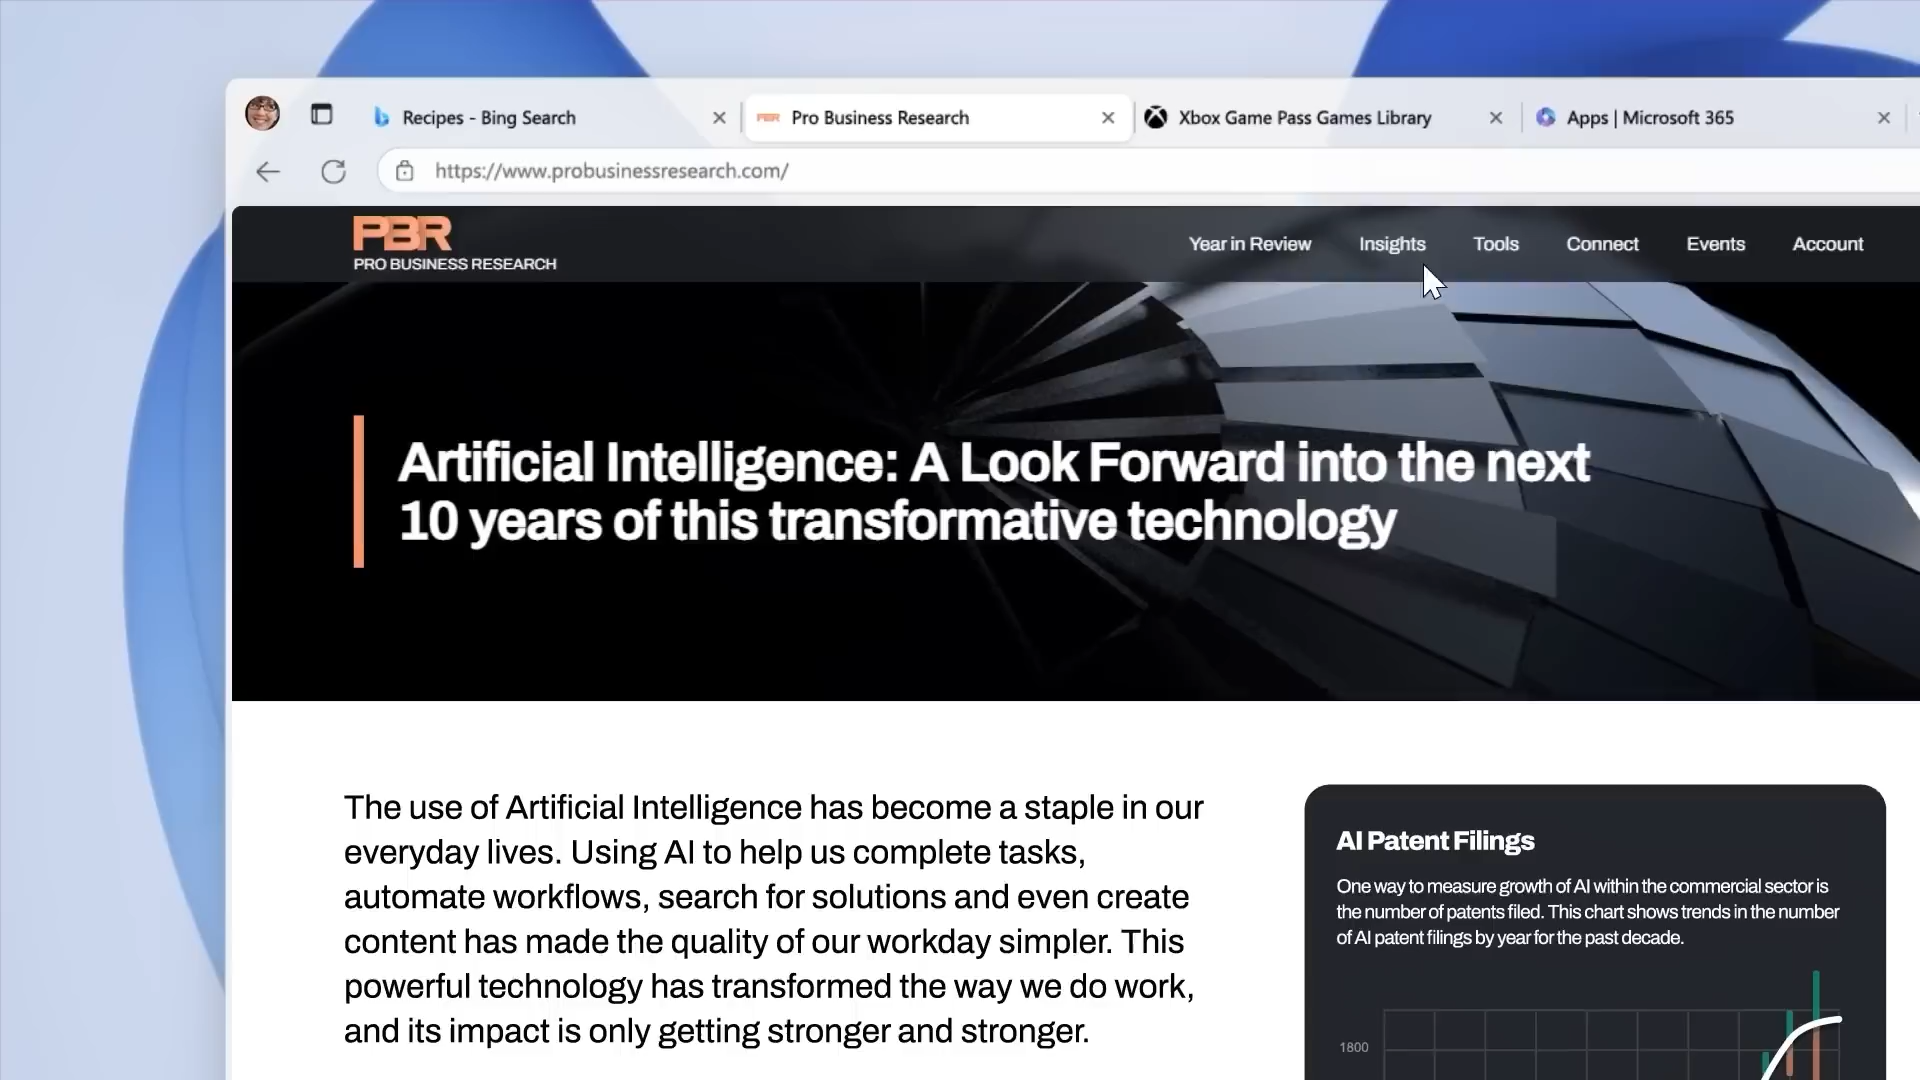 Recipes - Bing Search
PBR Pro Business Research
Xbox Game Pass Games Library
Apps | Microsoft 365
https://www.probusinessresearch.com/
PBR
PRO BUSINESS RESEARCH
Year in Review
Insights
Tools
Connect
Events
Account
Artificial Intelligence: A Look Forward into the next
10 years of this transformative technology
The use of Artificial Intelligence has become a staple in our
everyday lives. Using AI to help us complete tasks,
automate workflows, search for solutions and even create
content has made the quality of our workday simpler. This
powerful technology has transformed the way we do work,
and its impact is only getting stronger and stronger.
AI Patent Filings
One way to measure growth of AI within the commercial sector is
the number of patents filed. This chart shows trends in the number
of AI patent filings by year for the past decade.
1800